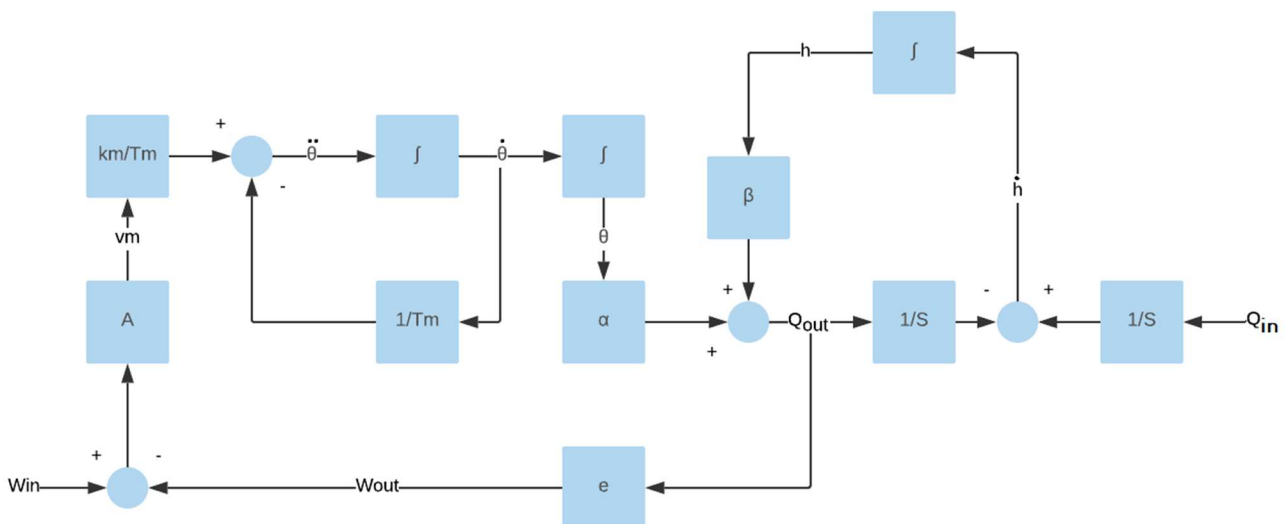 ∫
h
km/Tm
+
-
θ̈
∫
θ̇
∫
β
ḣ
vm
θ
A
1/Tm
α
+
+
Qout
1/S
-
+
1/S
Qin
+
-
Win
Wout
e